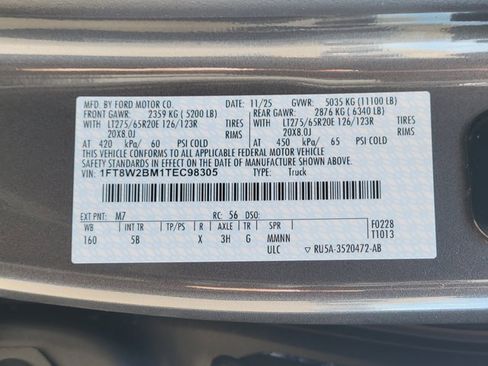 MFD. BY FORD MOTOR CO. 11/25 GVWR: 5035 KG (11100 LB)
FRONT GAWR: 2359 KG ( 5200 LB) REAR GAWR: 2876 KG ( 6340 LB)
LT275/65R20E 126/123R TIRES LT275/65R20E 126/123R TIRES
20X8.0J RIMS 20X8.0J RIMS
AT 420 kPa/ 60 PSI COLD AT 450 kPa/ 65 PSI COLD
THIS VEHICLE CONFORMS TO ALL APPLICABLE FEDERAL MOTOR VEHICLE
SAFETY STANDARDS IN EFFECT ON THE DATE OF MANUFACTURE SHOWN ABOVE.
VIN: 1FT8W2BM1TEC98305 TYPE: Truck
EXT PNT: M7 RC: 56 DSO: F0228
WB INT TR TP/PS R AXLE TR SPR T1013
160 5B X 3H G MMNN
ULC ▽ RU5A-3520472-AB